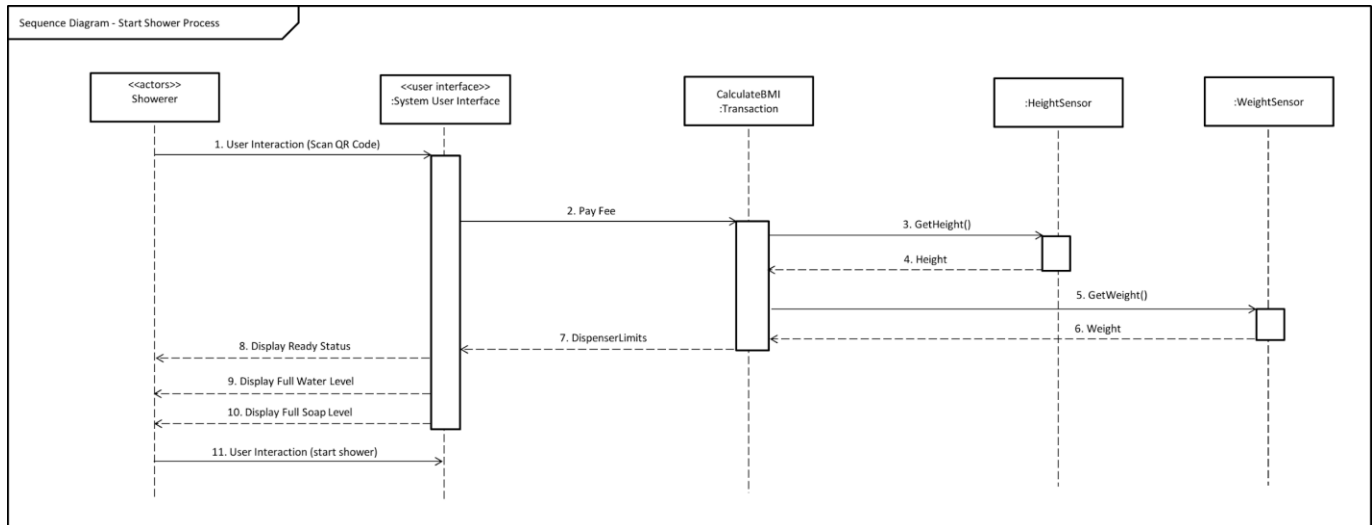 Sequence Diagram - Start Shower Process
<<actors>>
Showerer
<<user interface>>
:System User Interface
CalculateBMI
:Transaction
:HeightSensor
:WeightSensor
1. User Interaction (Scan QR Code)
2. Pay Fee
3. GetHeight()
4. Height
5. GetWeight()
6. Weight
7. DispenserLimits
8. Display Ready Status
9. Display Full Water Level
10. Display Full Soap Level
11. User Interaction (start shower)